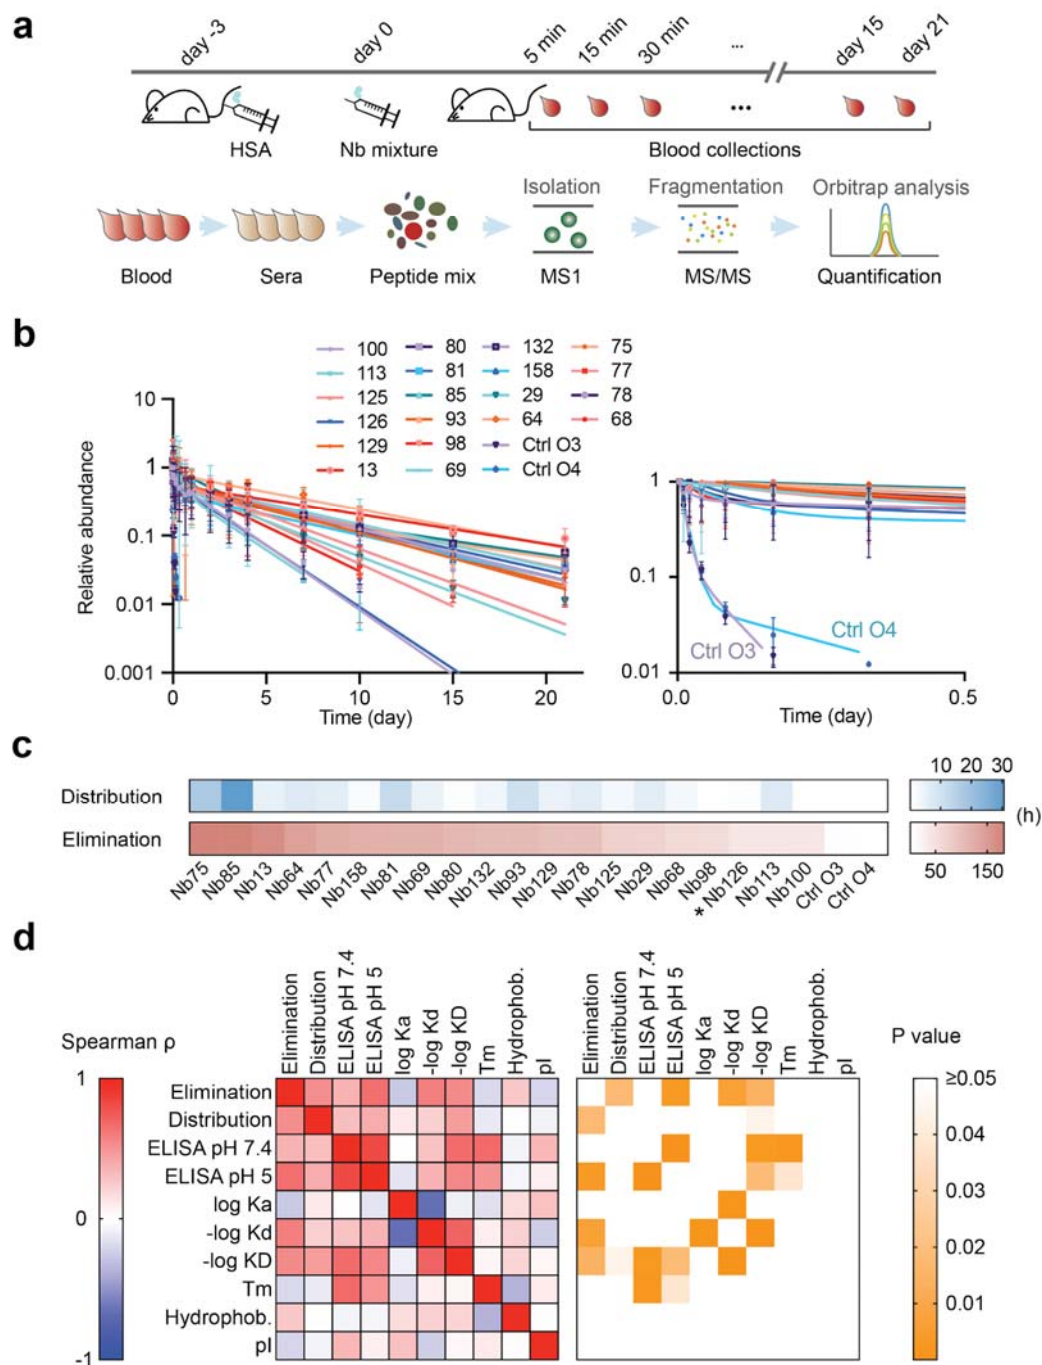 a
day -3
day 0
5 min
15 min
30 min
...
day 15
day 21
HSA
Nb mixture
Blood collections
Isolation
Fragmentation
Orbitrap analysis
Blood
Sera
Peptide mix
MS1
MS/MS
Quantification
b
100 80 132 75
113 81 158 77
125 85 29 78
126 93 64 68
129 98 Ctrl O3
13 69 Ctrl O4
Relative abundance
10
1
0.1
0.01
0.001
0 5 10 15 20
Time (day)
1
0.1
0.01
Ctrl O3
Ctrl O4
0.0 0.5
Time (day)
c
Distribution
Elimination
10 20 30
50 150
(h)
Nb75
Nb85
Nb13
Nb64
Nb77
Nb158
Nb81
Nb69
Nb80
Nb132
Nb93
Nb129
Nb78
Nb125
Nb29
Nb68
Nb98
* Nb126
Nb113
Nb100
Ctrl O3
Ctrl O4
d
Spearman ρ
1
0
-1
Elimination
Distribution
ELISA pH 7.4
ELISA pH 5
log Ka
-log Kd
-log KD
Tm
Hydrophob.
pI
Elimination
Distribution
ELISA pH 7.4
ELISA pH 5
log Ka
-log Kd
-log KD
Tm
Hydrophob.
pI
Elimination
Distribution
ELISA pH 7.4
ELISA pH 5
log Ka
-log Kd
-log KD
Tm
Hydrophob.
pI
P value
≥0.05
0.04
0.03
0.02
0.01